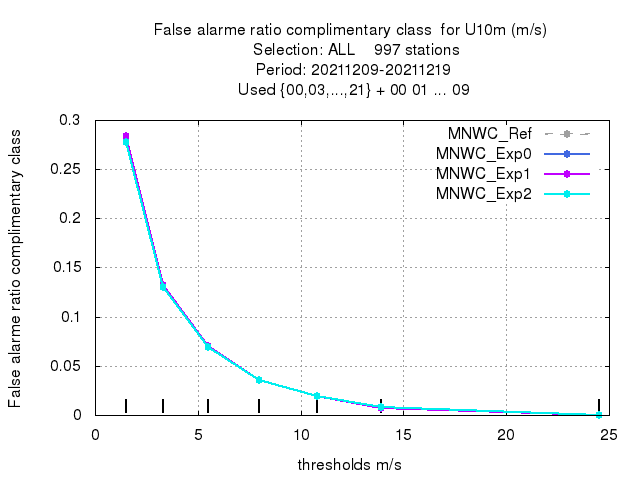 False alarme ratio complimentary class  for U10m (m/s)
Selection: ALL    997 stations
Period: 20211209-20211219
Used {00,03,...,21} + 00 01 ... 09
False alarme ratio complimentary class
0.3
0.25
0.2
0.15
0.1
0.05
0
MNWC_Ref
MNWC_Exp0
MNWC_Exp1
MNWC_Exp2
0 5 10 15 20 25
thresholds m/s